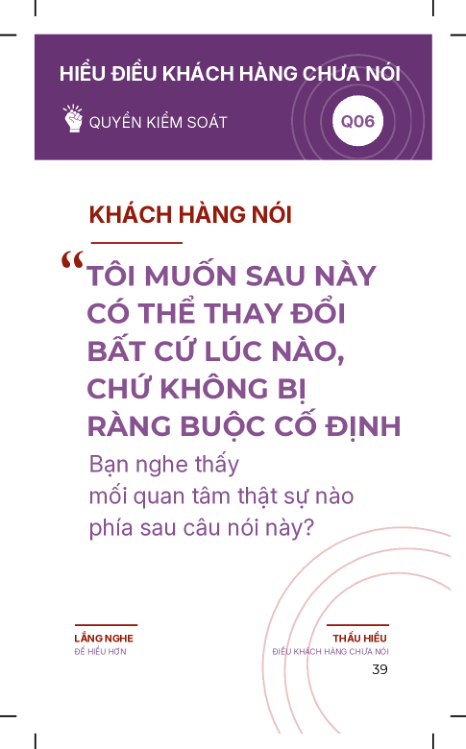 HIỂU ĐIỀU KHÁCH HÀNG CHƯA NÓI
QUYỀN KIỂM SOÁT
Q06
KHÁCH HÀNG NÓI
“TÔI MUỐN SAU NÀY
CÓ THỂ THAY ĐỔI
BẤT CỨ LÚC NÀO,
CHỨ KHÔNG BỊ
RÀNG BUỘC CỐ ĐỊNH
Bạn nghe thấy
mối quan tâm thật sự nào
phía sau câu nói này?
LẮNG NGHE
ĐỂ HIỂU HƠN
THẤU HIỂU
ĐIỀU KHÁCH HÀNG CHƯA NÓI
39